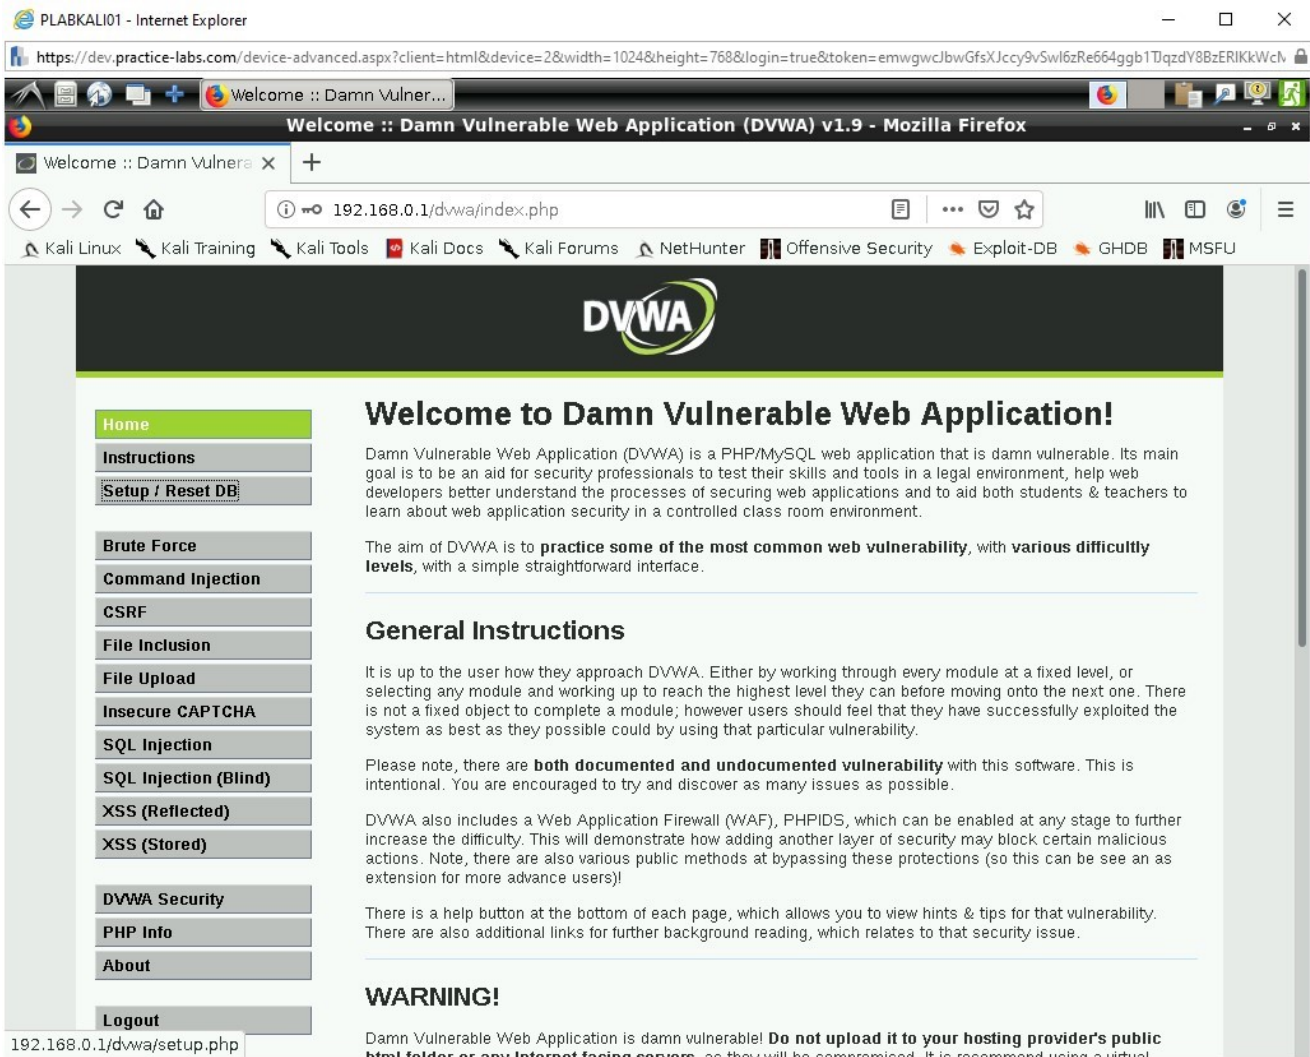 PLABKALI01 - Internet Explorer
https://dev.practice-labs.com/device-advanced.aspx?client=html&device=2&width=1024&height=768&login=true&token=
Welcome :: Damn Vulner...
Welcome :: Damn Vulnerable Web Application (DVWA) v1.9 - Mozilla Firefox
Welcome :: Damn Vulnera
192.168.0.1/dvwa/index.php
Kali Linux Kali Training Kali Tools Kali Docs Kali Forums NetHunter Offensive Security Exploit-DB GHDB MSFU
DVWA
Home
Instructions
Setup / Reset DB
Brute Force
Command Injection
CSRF
File Inclusion
File Upload
Insecure CAPTCHA
SQL Injection
SQL Injection (Blind)
XSS (Reflected)
XSS (Stored)
DVWA Security
PHP Info
About
Logout
Welcome to Damn Vulnerable Web Application!
Damn Vulnerable Web Application (DVWA) is a PHP/MySQL web application that is damn vulnerable. Its main
goal is to be an aid for security professionals to test their skills and tools in a legal environment, help web
developers better understand the processes of securing web applications and to aid both students & teachers to
learn about web application security in a controlled class room environment.
The aim of DVWA is to practice some of the most common web vulnerability, with various difficultly
levels, with a simple straightforward interface.
General Instructions
It is up to the user how they approach DVWA. Either by working through every module at a fixed level, or
selecting any module and working up to reach the highest level they can before moving onto the next one. There
is not a fixed object to complete a module; however users should feel that they have successfully exploited the
system as best as they possible could by using that particular vulnerability.
Please note, there are both documented and undocumented vulnerability with this software. This is
intentional. You are encouraged to try and discover as many issues as possible.
DVWA also includes a Web Application Firewall (WAF), PHPIDS, which can be enabled at any stage to further
increase the difficulty. This will demonstrate how adding another layer of security may block certain malicious
actions. Note, there are also various public methods at bypassing these protections (so this can be see an as
extension for more advance users)!
There is a help button at the bottom of each page, which allows you to view hints & tips for that vulnerability.
There are also additional links for further background reading, which relates to that security issue.
WARNING!
Damn Vulnerable Web Application is damn vulnerable! Do not upload it to your hosting provider's public
html folder or any Internet facing servers, as they will be compromised. It is recommend using a virtual
192.168.0.1/dvwa/setup.php